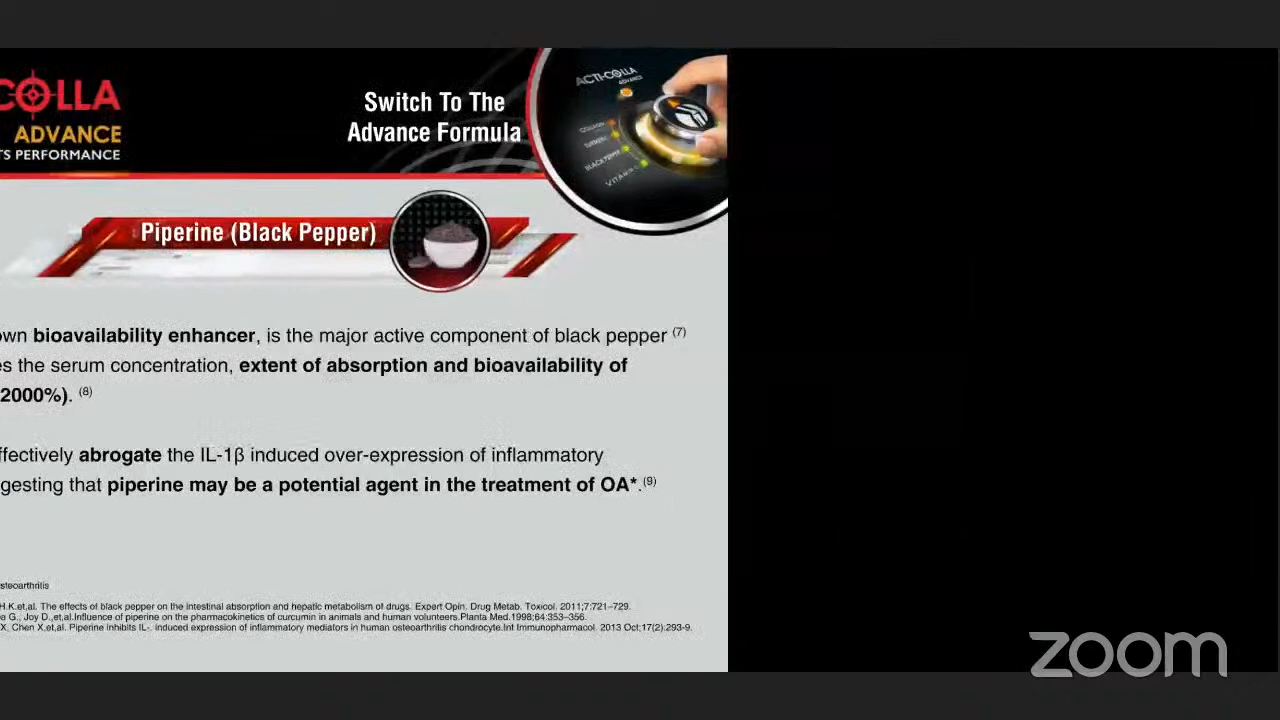 COLLA
ADVANCE
TS PERFORMANCE
Switch To The
Advance Formula
ACTI-COLLA
ADVANCE
COLLAGEN
TURMERIC
BLACK PEPPER
VITAMIN
Piperine (Black Pepper)
own bioavailability enhancer, is the major active component of black pepper (7)
es the serum concentration, extent of absorption and bioavailability of
2000%). (8)
ffectively abrogate the IL-1β induced over-expression of inflammatory
gesting that piperine may be a potential agent in the treatment of OA*.(9)
steoarthritis
H.K.et,al. The effects of black pepper on the intestinal absorption and hepatic metabolism of drugs. Expert Opin. Drug Metab. Toxicol. 2011;7:721–729.
a G., Joy D.,et,al.Influence of piperine on the pharmacokinetics of curcumin in animals and human volunteers.Planta Med.1998;64:353–356.
X, Chen X.et,al. Piperine inhibits IL-. induced expression of inflammatory mediators in human osteoarthritis chondrocyte.Int Immunopharmacol. 2013 Oct;17(2).293-9.
zoom